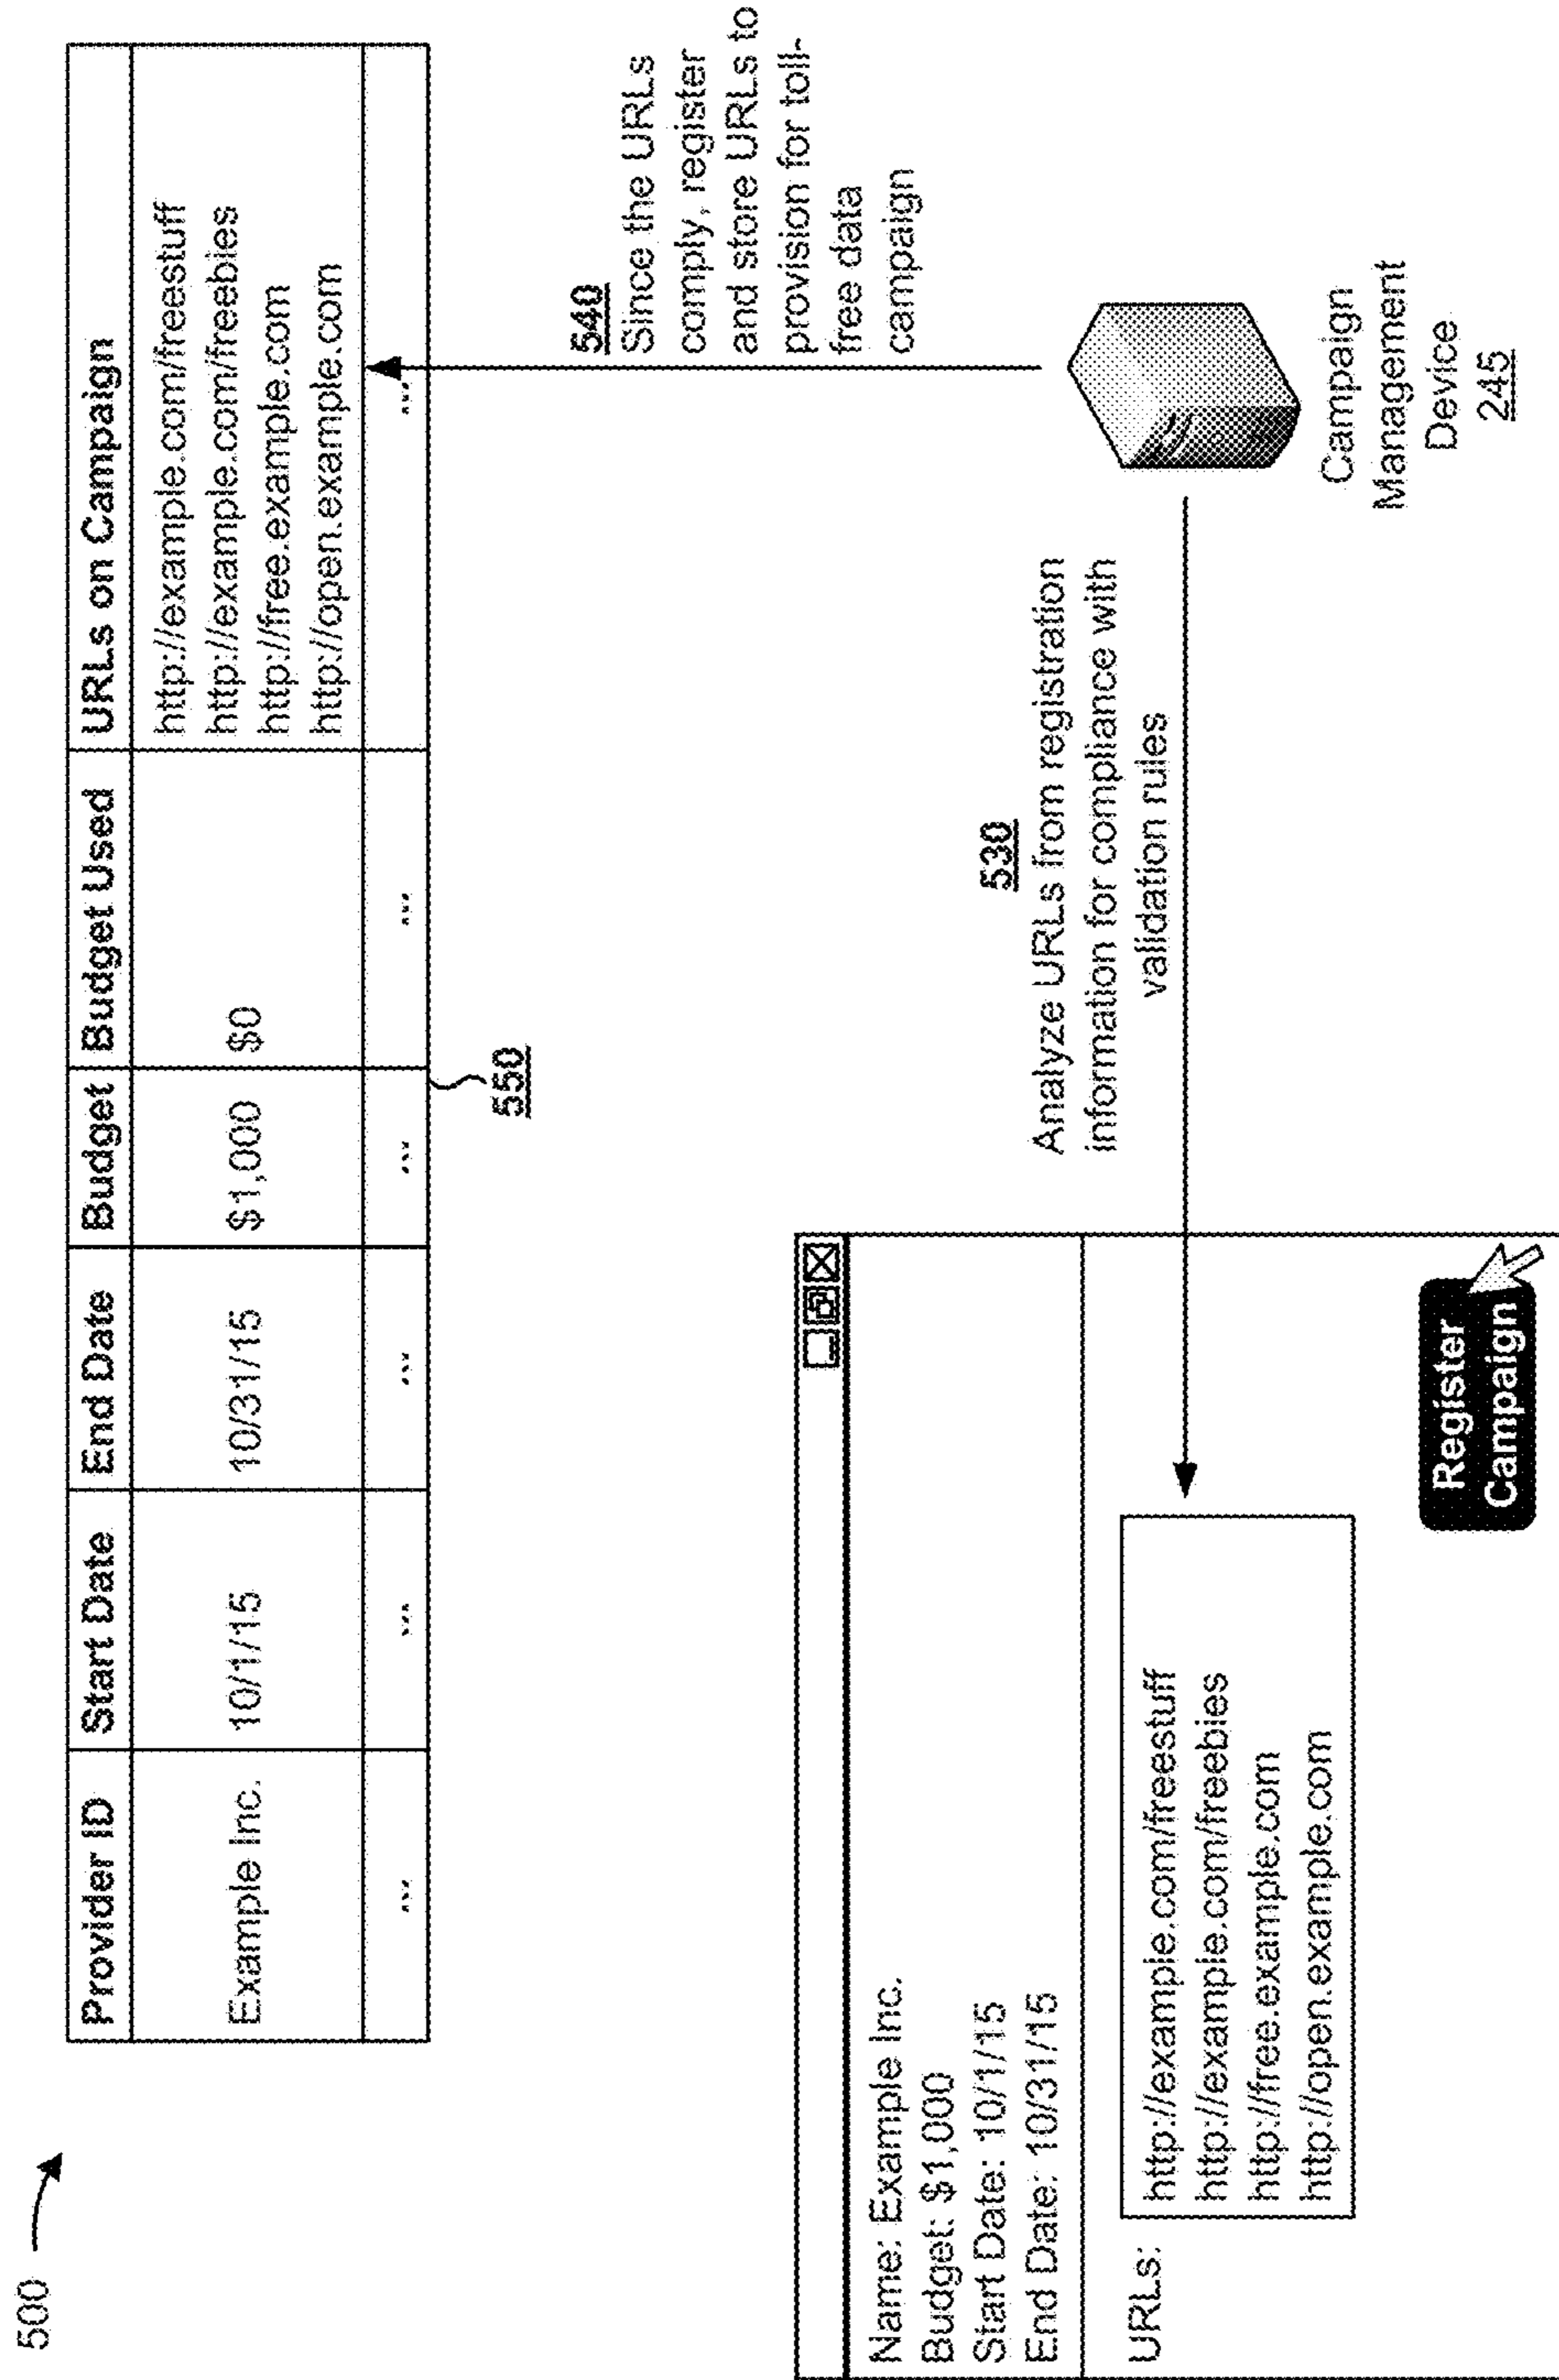 500
Provider ID Start Date End Date Budget Budget Used URLs on Campaign
Example Inc. 10/1/15 10/31/15 $1,000 $0 http://example.com/freestuff
http://example.com/freebies
http://free.example.com
http://open.example.com
... ... ... ... ... ...
550
540
Since the URLs
comply, register
and store URLs to
provision for toll-
free data
campaign
530
Analyze URLs from registration
information for compliance with
validation rules
Name: Example Inc.
Budget: $1,000
Start Date: 10/1/15
End Date: 10/31/15
URLs:
http://example.com/freestuff
http://example.com/freebies
http://free.example.com
http://open.example.com
Register
Campaign
Campaign
Management
Device
245